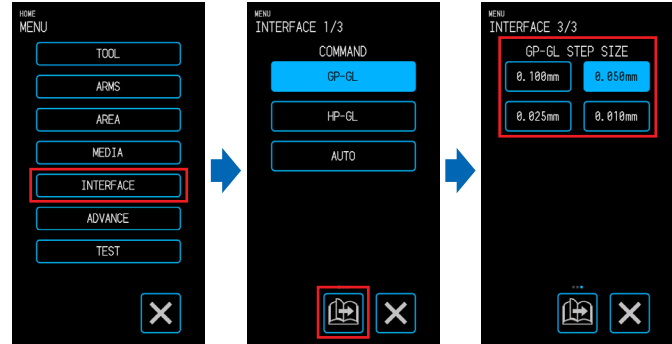 HOME
MENU
TOOL
ARMS
AREA
MEDIA
INTERFACE
ADVANCE
TEST
MENU
INTERFACE 1/3
COMMAND
GP-GL
HP-GL
AUTO
MENU
INTERFACE 3/3
GP-GL STEP SIZE
0.100mm 0.050mm
0.025mm 0.010mm